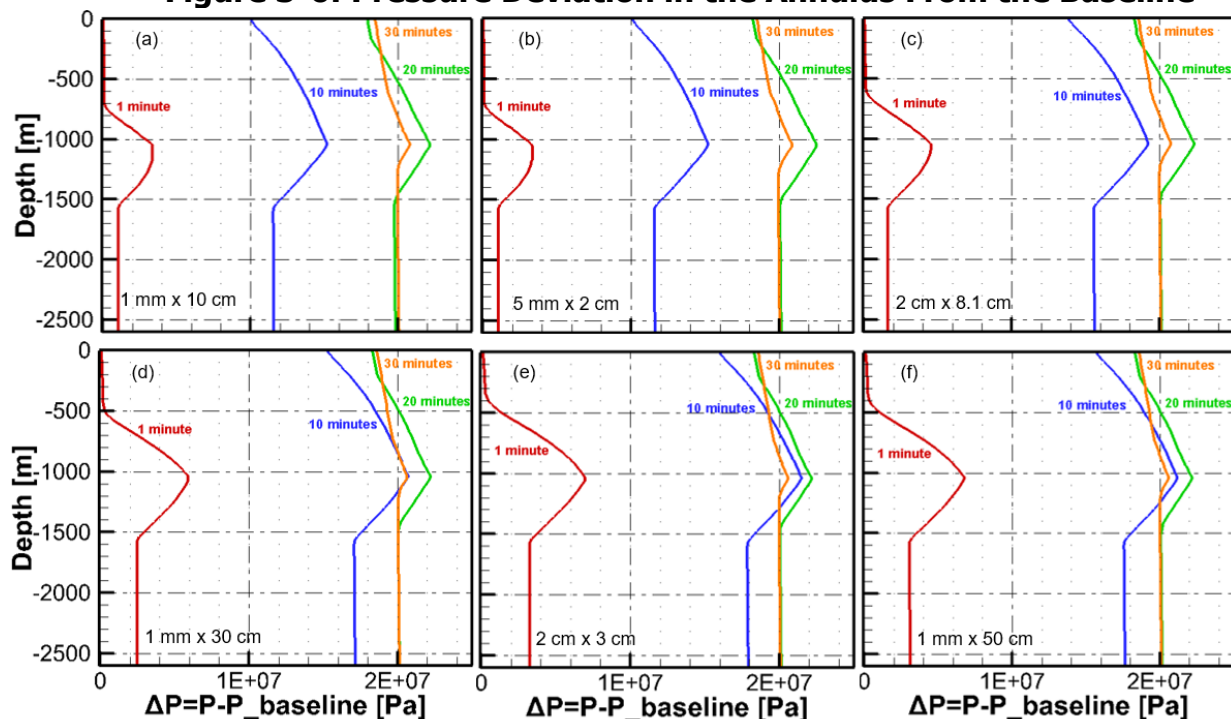 Figure 3-6: Pressure Deviation in the Annulus From the Baseline
0
-500
-1000
-1500
-2000
-2500
Depth [m]
(a)
30 minutes
20 minutes
10 minutes
1 minute
1 mm x 10 cm
(b)
30 minutes
20 minutes
10 minutes
1 minute
5 mm x 2 cm
(c)
30 minutes
20 minutes
10 minutes
1 minute
2 cm x 8.1 cm
0
-500
-1000
-1500
-2000
-2500
Depth [m]
(d)
30 minutes
20 minutes
10 minutes
1 minute
1 mm x 30 cm
(e)
30 minutes
20 minutes
10 minutes
1 minute
2 cm x 3 cm
(f)
30 minutes
20 minutes
10 minutes
1 minute
1 mm x 50 cm
0 1E+07 2E+07
0 1E+07 2E+07
0 1E+07 2E+07
ΔP=P-P_baseline [Pa]
ΔP=P-P_baseline [Pa]
ΔP=P-P_baseline [Pa]